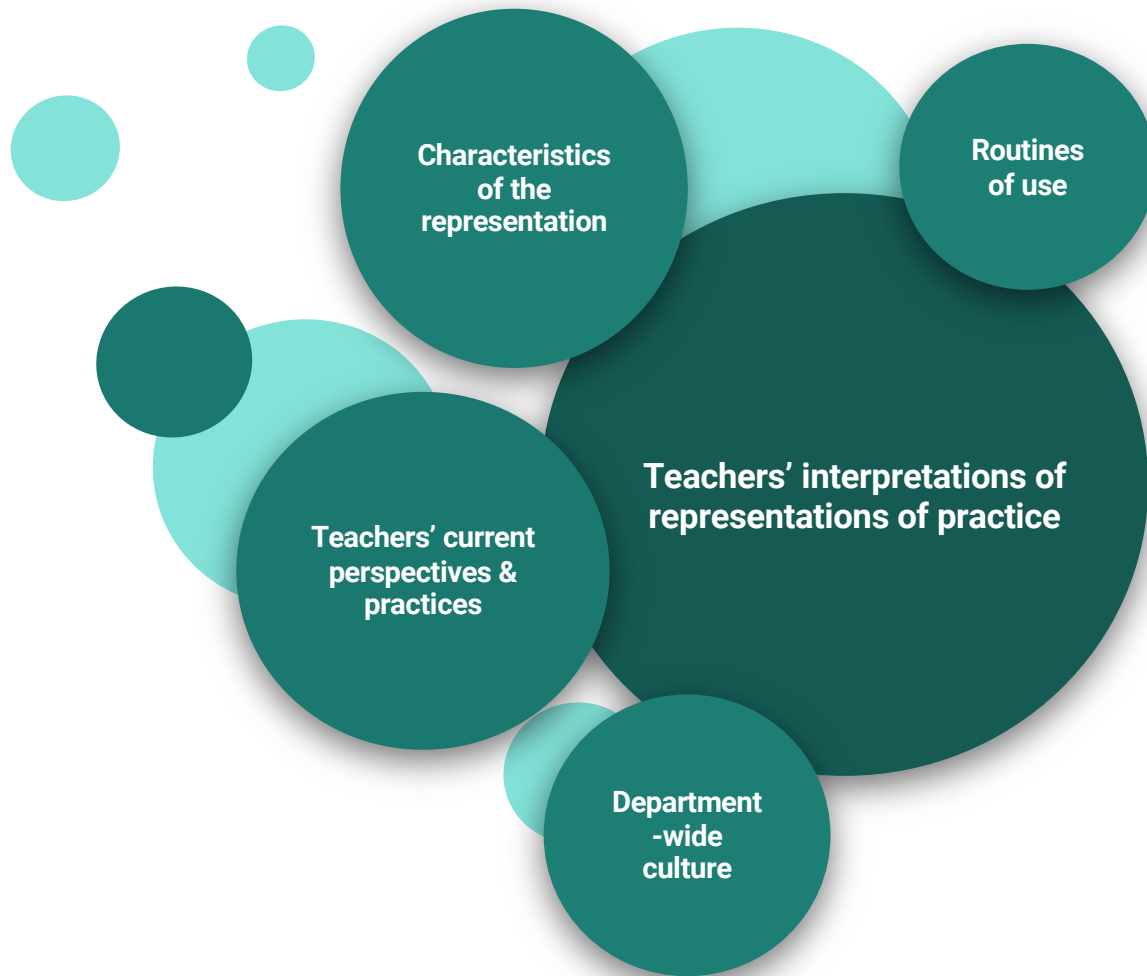 Characteristics
of the
representation
Routines
of use
Teachers’ interpretations of
representations of practice
Teachers’ current
perspectives &
practices
Department
-wide
culture